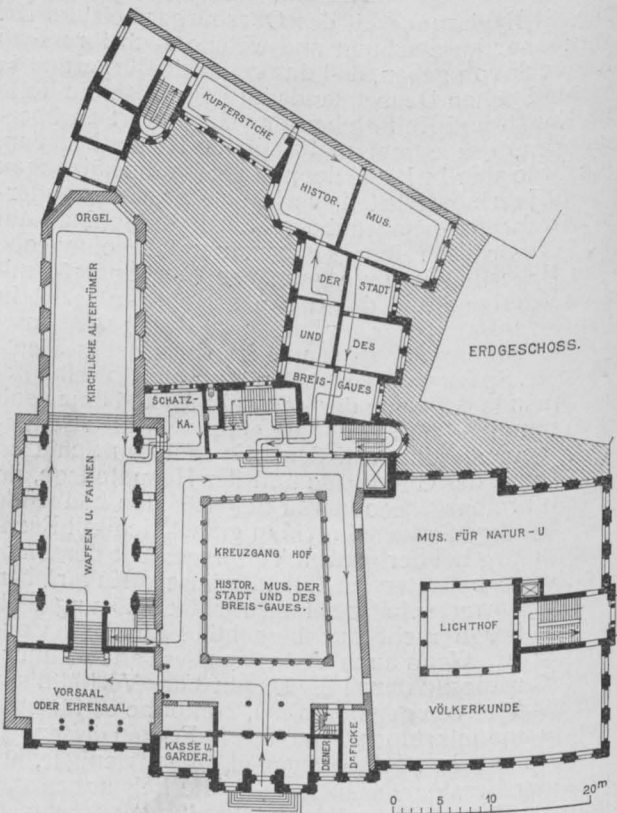 KUPFERSTICHE
HISTOR.
MUS.
DER
STADT
UND
DES
BREIS-
GAUES
ERDGESCHOSS.
ORGEL
KIRCHLICHE ALTERTÜMER
SCHATZ-
KA.
WAFFEN U. FAHNEN
KREUZGANG HOF
HISTOR. MUS. DER
STADT UND DES
BREIS-GAUES.
MUS. FÜR NATUR-U
LICHTHOF
VÖLKERKUNDE
VORSAAL
ODER EHRENSAAL
KASSE U.
GARDER.
DIENER
DR FICKE
0 5 10 20m